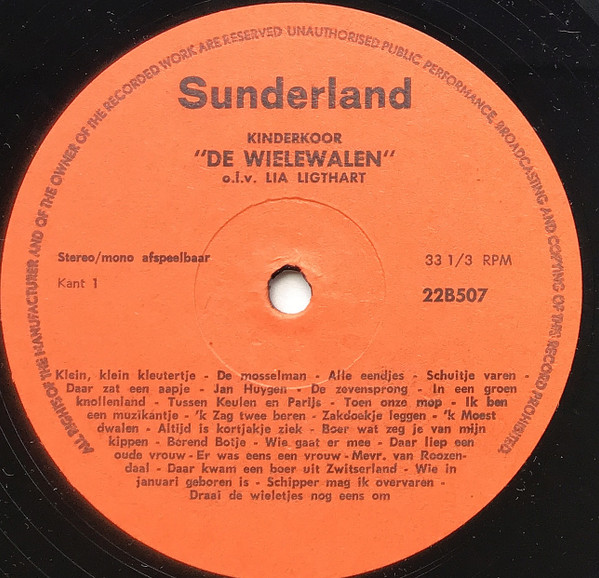 ALL RIGHTS OF THE MANUFACTURER AND OF THE OWNER OF THE RECORDED WORK ARE RESERVED UNAUTHORISED PUBLIC PERFORMANCE, BROADCASTING AND COPYING OF THIS RECORD PROHIBITED.
Sunderland
KINDERKOOR
"DE WIELEWALEN"
o.l.v. LIA LIGTHART
Stereo/mono afspeelbaar 33 1/3 RPM
Kant 1 22B507
Klein, klein kleutertje - De mosselman - Alle eendjes - Schuitje varen -
Daar zat een aapje - Jan Huygen - De zevensprong - In een groen
knollenland - Tussen Keulen en Parijs - Toen onze mop - Ik ben
een muzikantje - 'k Zag twee beren - Zakdoekje leggen - 'k Moest
dwalen - Altijd is kortjakje ziek - Boer wat zeg je van mijn
kippen - Berend Botje - Wie gaat er mee - Daar liep een
oude vrouw - Er was eens een vrouw - Mevr. van Roozen-
daal - Daar kwam een boer uit Zwitserland - Wie in
januari geboren is - Schipper mag ik overvaren -
Draai de wieletjes nog eens om